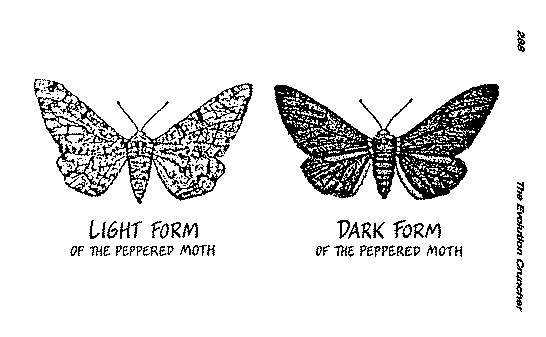 LIGHT FORM
OF THE PEPPERED MOTH
DARK FORM
OF THE PEPPERED MOTH
288
The Evolution Cruncher